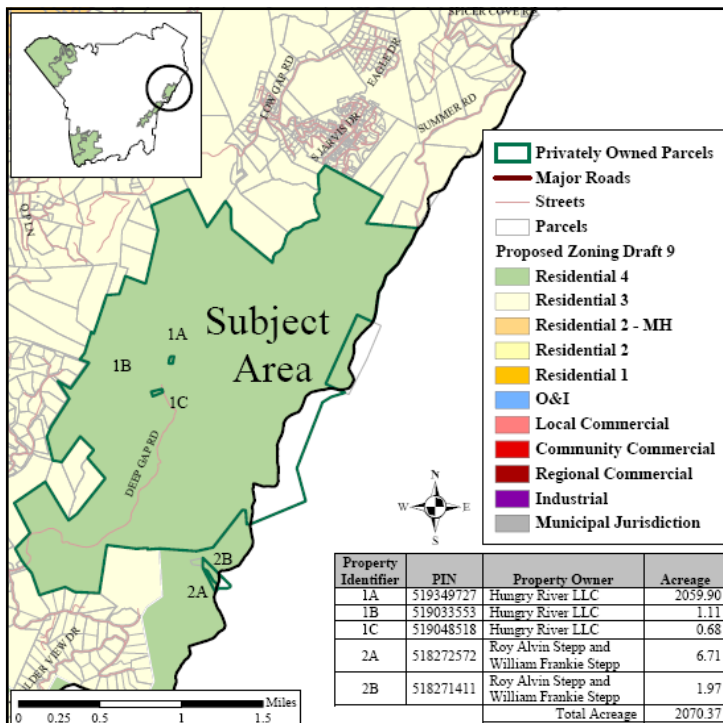 SPICER COVE RD
EAGLE DR
LOW GAP RD
SUMMER RD
S JARVIS DR
Q P LN
Privately Owned Parcels
Major Roads
Streets
Parcels
Proposed Zoning Draft 9
Residential 4
Residential 3
Residential 2 - MH
Residential 2
Residential 1
O&I
Local Commercial
Community Commercial
Regional Commercial
Industrial
Municipal Jurisdiction
Subject
Area
1A
1B
1C
DEEP GAP RD
N
W
E
S
2B
2A
Property Identifier PIN Property Owner Acreage
1A 519349727 Hungry River LLC 2059.90
1B 519033553 Hungry River LLC 1.11
1C 519048518 Hungry River LLC 0.68
2A 518272572 Roy Alvin Stepp and William Frankie Stepp 6.71
2B 518271411 Roy Alvin Stepp and William Frankie Stepp 1.97
Total Acreage 2070.37
VIEW DR
Miles
0 0.25 0.5 1 1.5